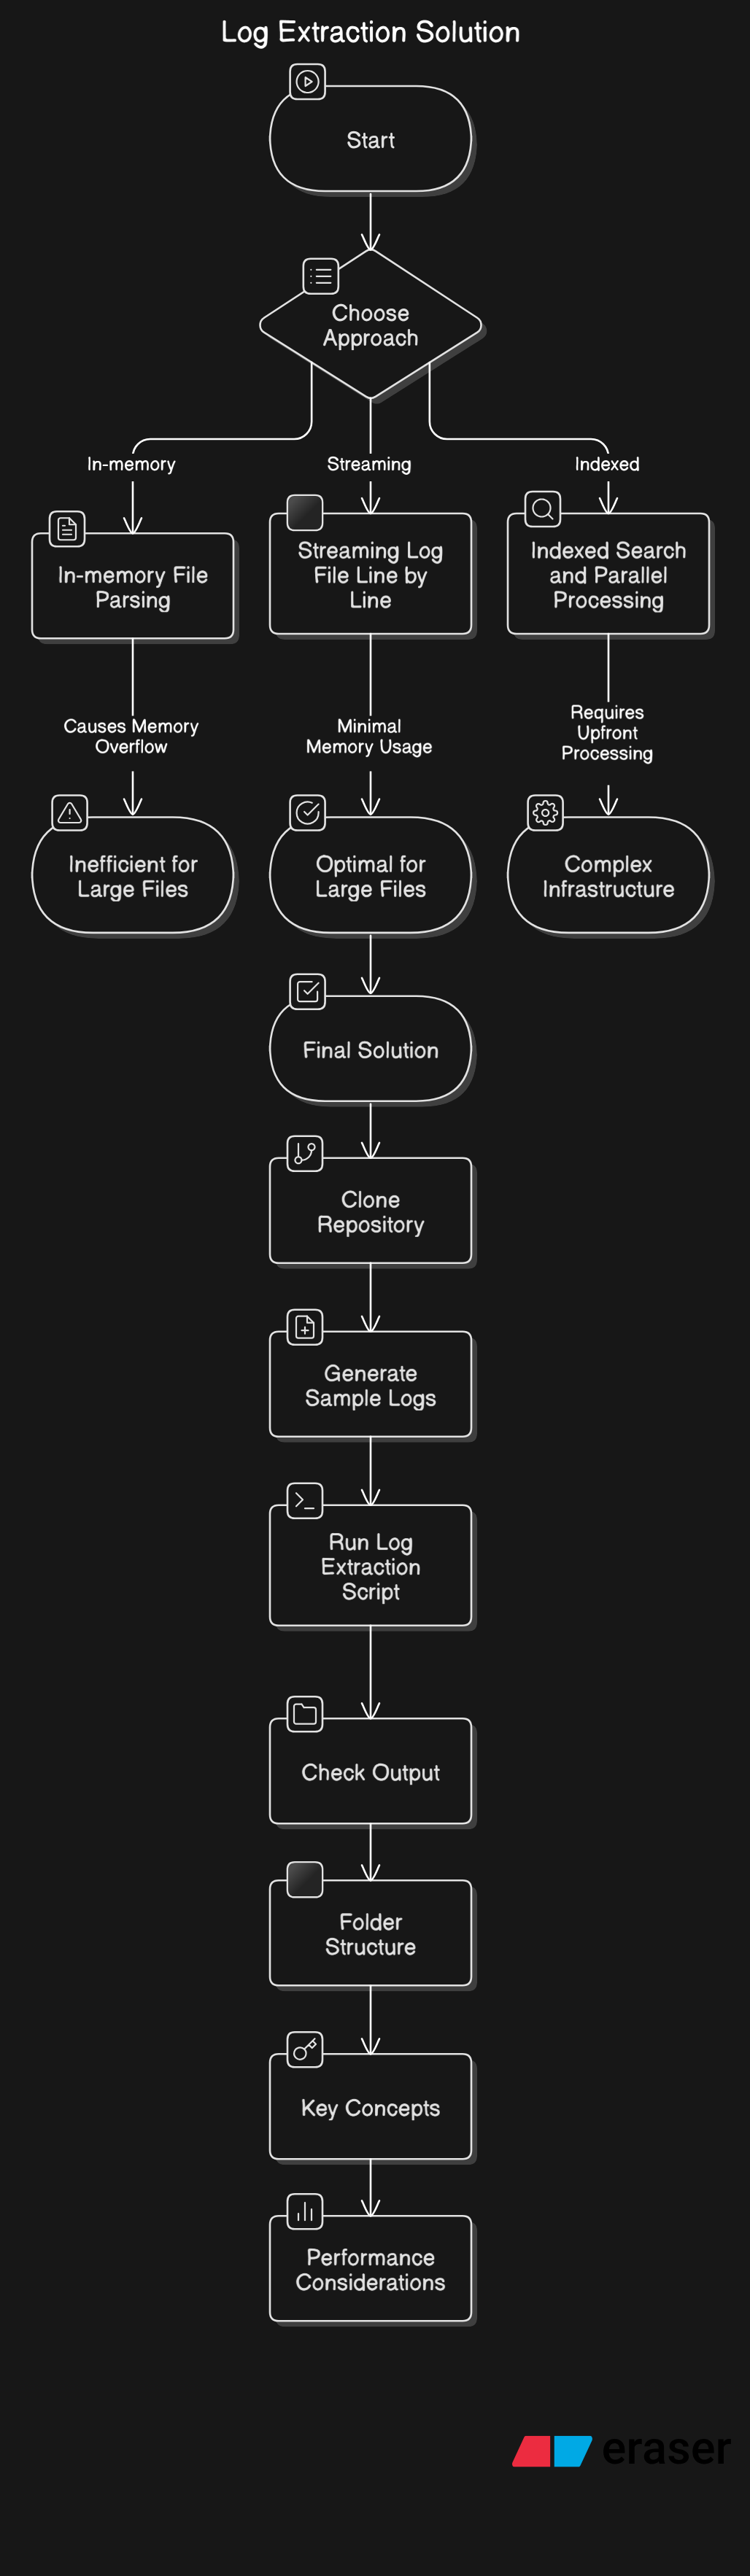 Log Extraction Solution
Start
Choose
Approach
In-memory
Streaming
Indexed
In-memory File
Parsing
Streaming Log
File Line by
Line
Indexed Search
and Parallel
Processing
Causes Memory
Overflow
Minimal
Memory Usage
Requires
Upfront
Processing
Inefficient for
Large Files
Optimal for
Large Files
Complex
Infrastructure
Final Solution
Clone
Repository
Generate
Sample Logs
Run Log
Extraction
Script
Check Output
Folder
Structure
Key Concepts
Performance
Considerations
eraser